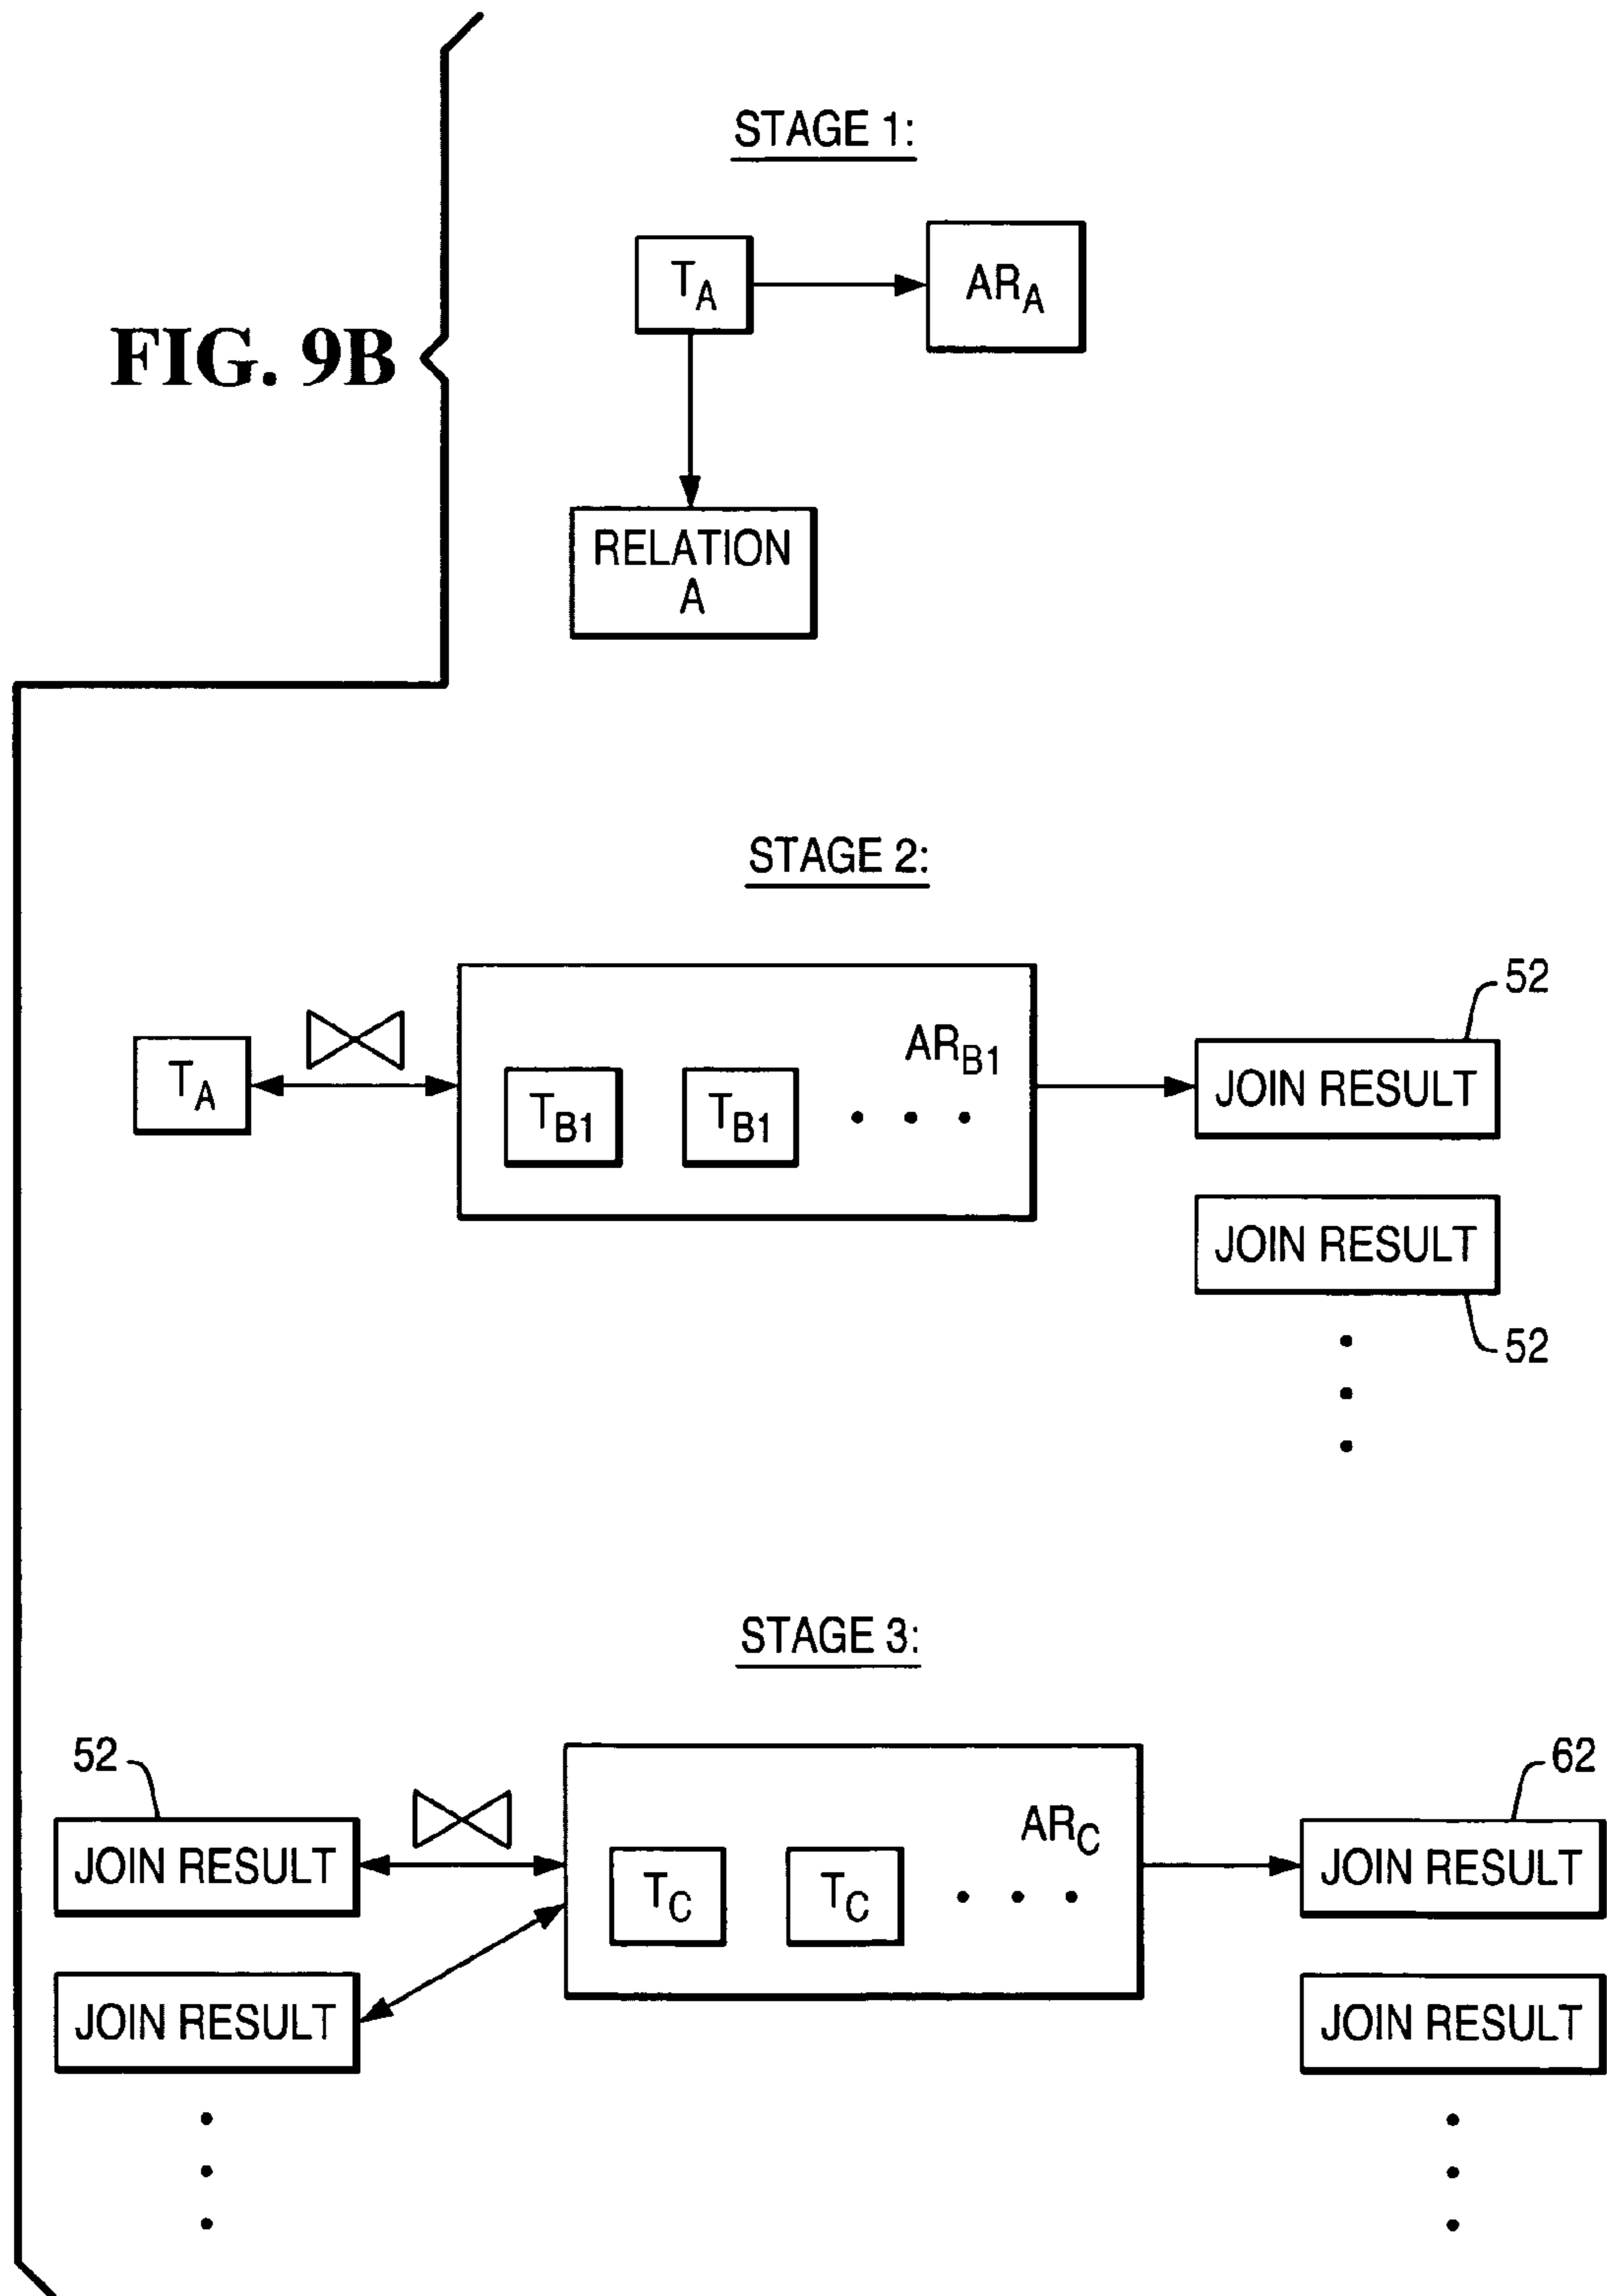 STAGE 1:
T_A
AR_A
FIG. 9B
RELATION
A
STAGE 2:
52
AR_B1
T_A
JOIN RESULT
T_B1
T_B1
• • •
JOIN RESULT
52
STAGE 3:
52
62
AR_C
JOIN RESULT
JOIN RESULT
T_C
T_C
• • •
JOIN RESULT
JOIN RESULT